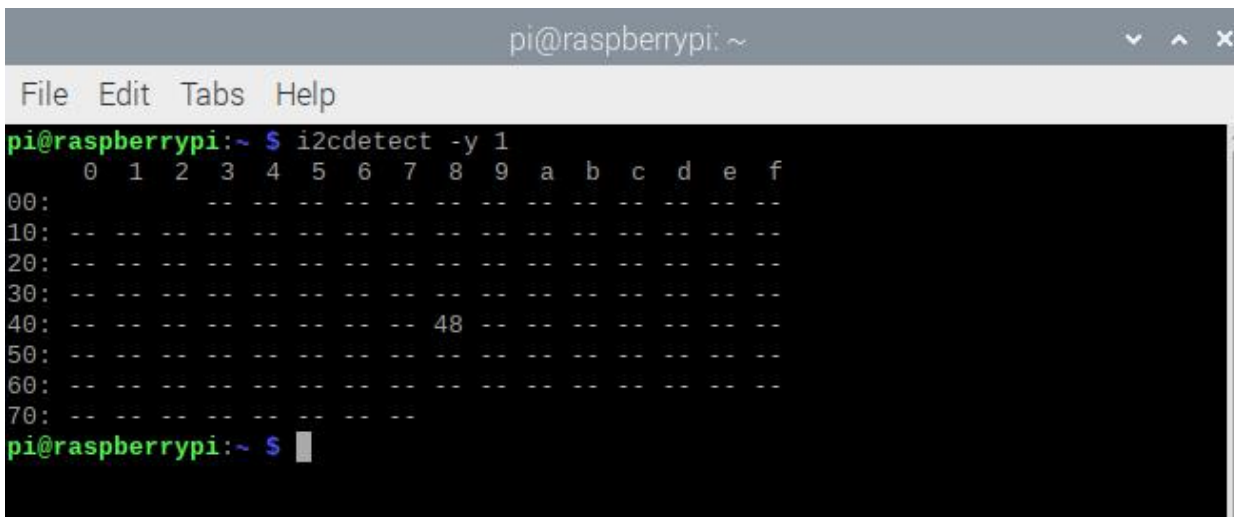 pi@raspberrypi: ~
File Edit Tabs Help
pi@raspberrypi:~ $ i2cdetect -y 1
     0  1  2  3  4  5  6  7  8  9  a  b  c  d  e  f
00:          -- -- -- -- -- -- -- -- -- -- -- -- --
10: -- -- -- -- -- -- -- -- -- -- -- -- -- -- -- --
20: -- -- -- -- -- -- -- -- -- -- -- -- -- -- -- --
30: -- -- -- -- -- -- -- -- -- -- -- -- -- -- -- --
40: -- -- -- -- -- -- -- -- 48 -- -- -- -- -- -- --
50: -- -- -- -- -- -- -- -- -- -- -- -- -- -- -- --
60: -- -- -- -- -- -- -- -- -- -- -- -- -- -- -- --
70: -- -- -- -- -- -- -- --
pi@raspberrypi:~ $